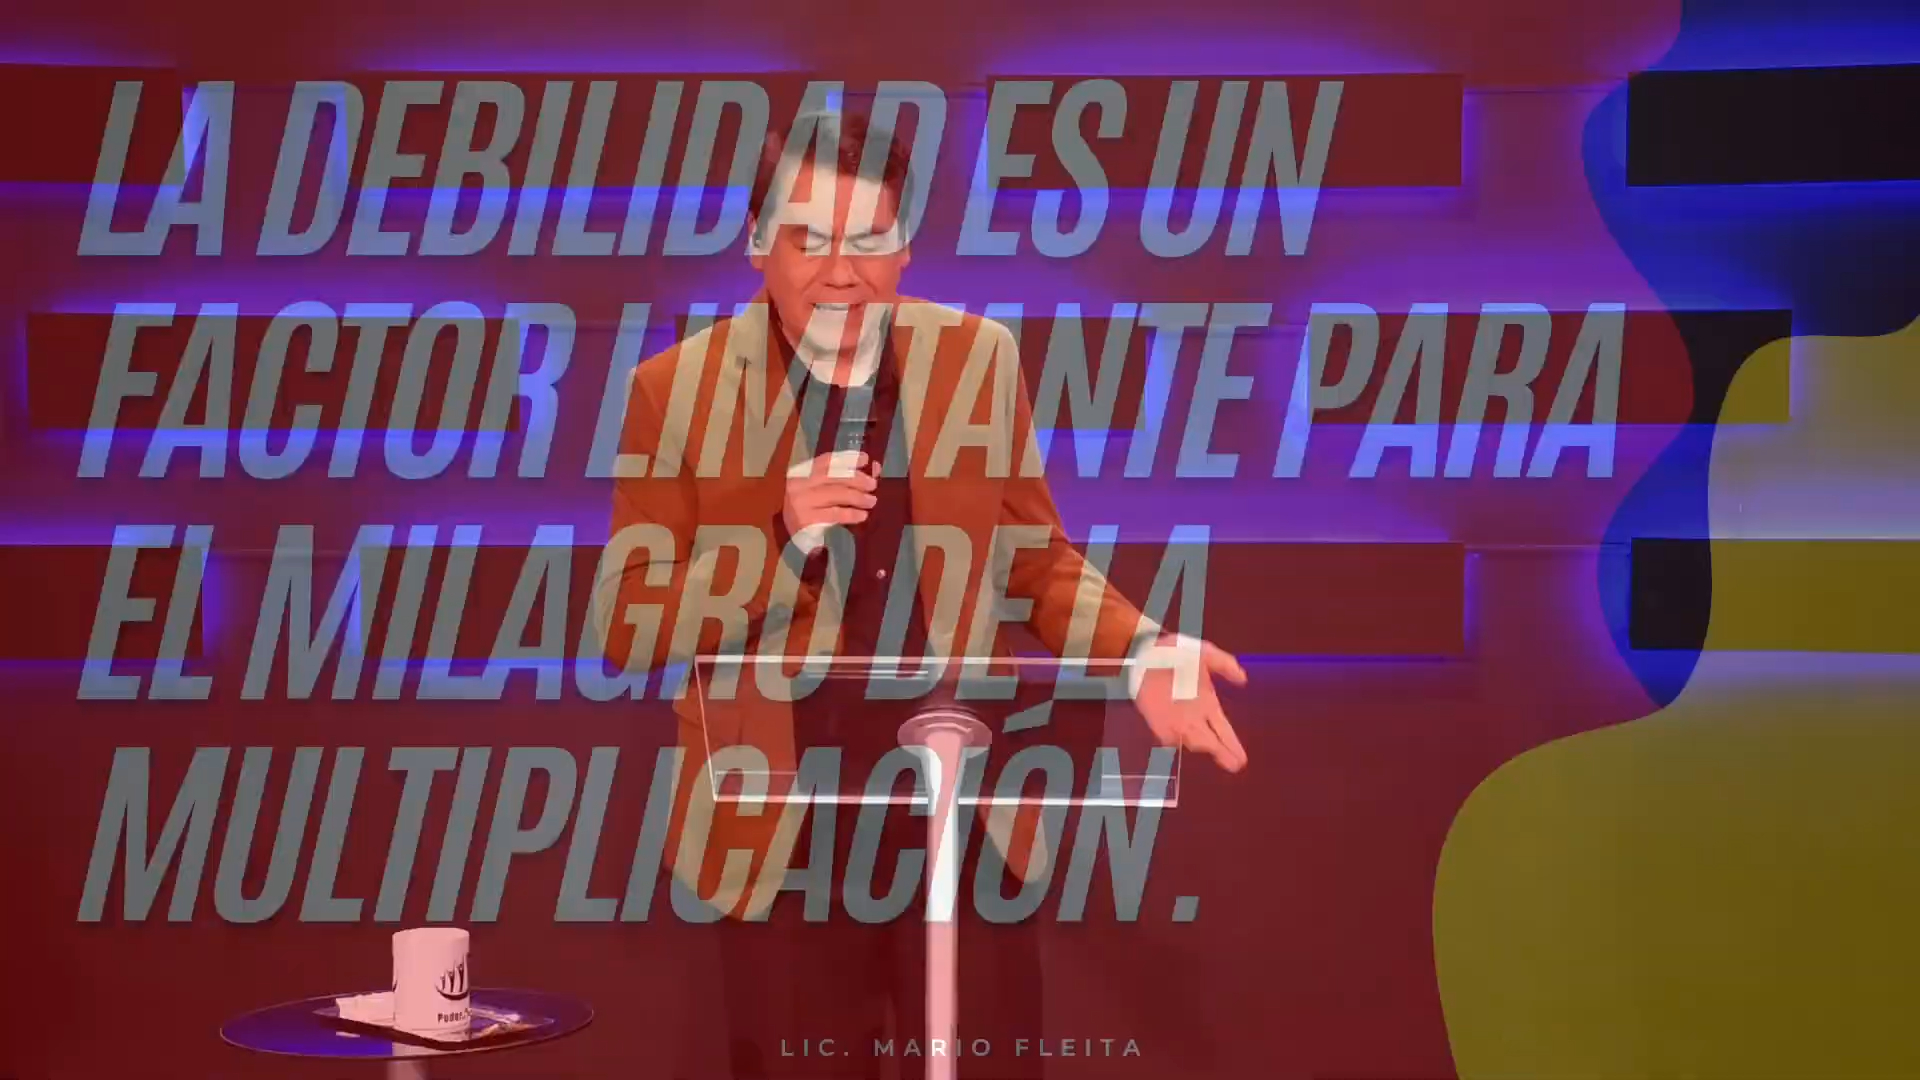 LA DEBILIDAD ES UN
FACTOR LIMITANTE PARA
EL MILAGRO DE LA
MULTIPLICACIÓN.
LIC. MARIO FLEITA